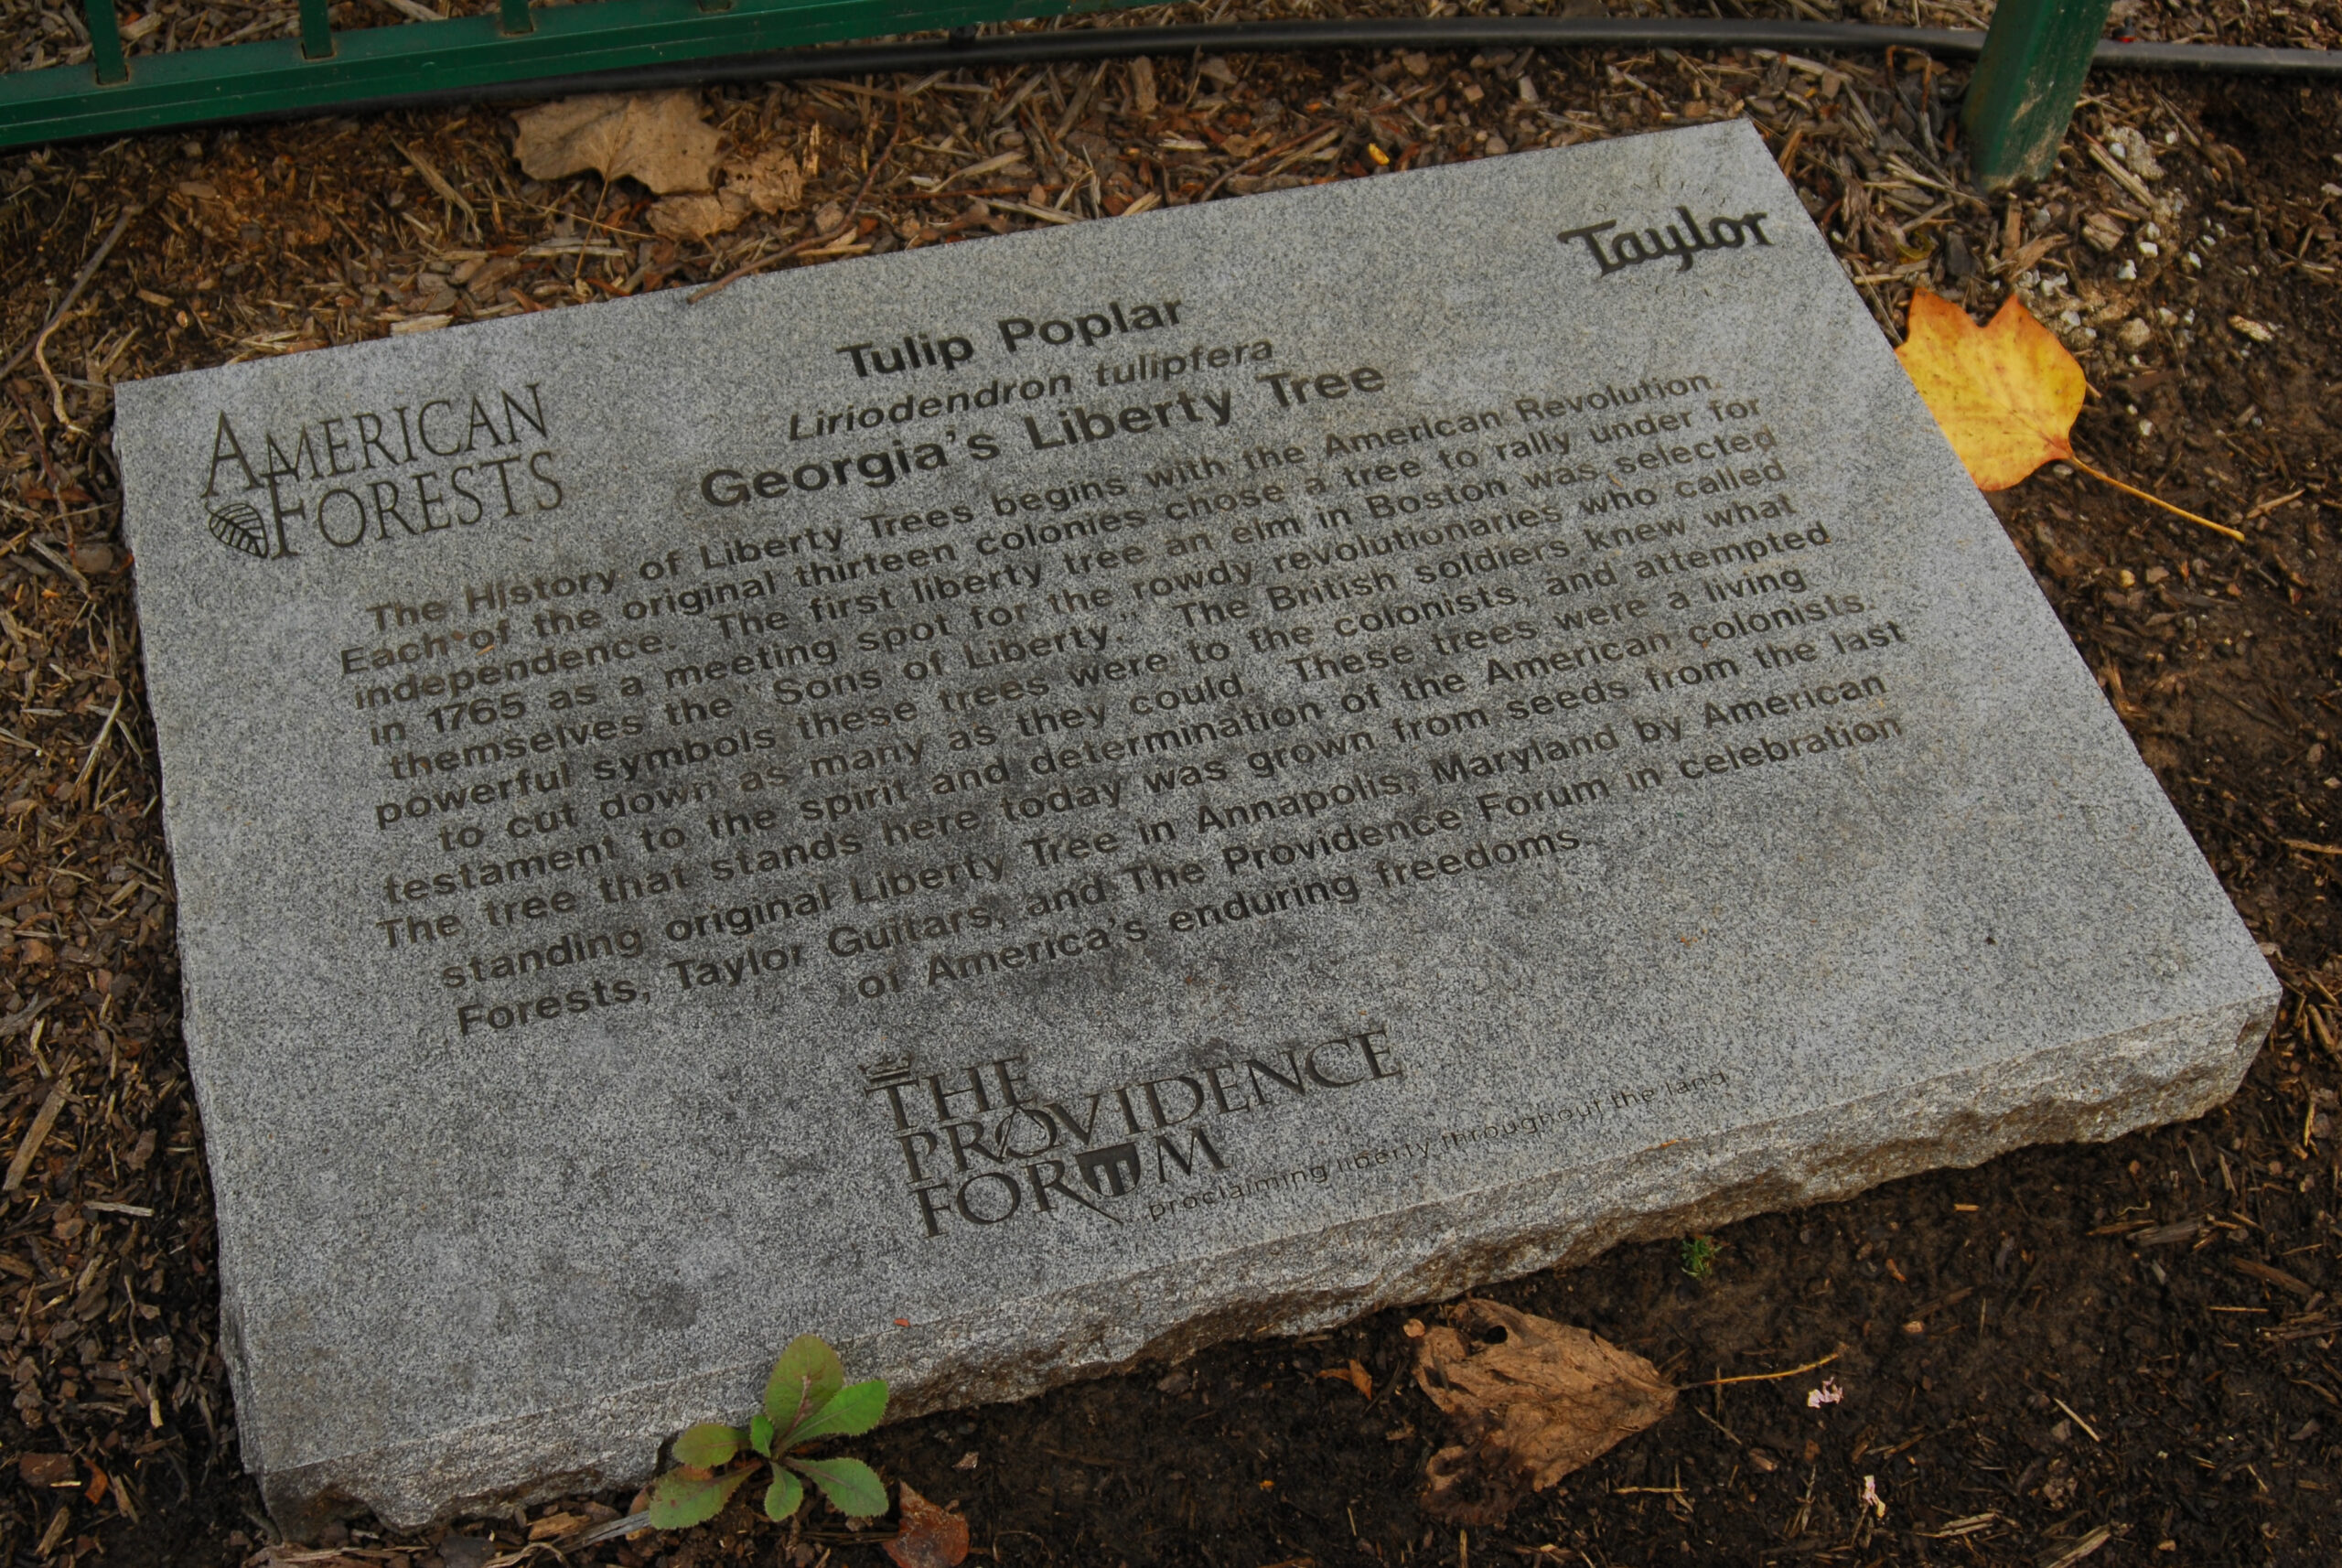 Taylor
AMERICAN
FORESTS
Tulip Poplar
Liriodendron tulipfera
Georgia's Liberty Tree
The History of Liberty Trees begins with the American Revolution.
Each of the original thirteen colonies chose a tree to rally under for
independence. The first liberty tree an elm in Boston was selected
in 1765 as a meeting spot for the rowdy revolutionaries who called
themselves the "Sons of Liberty." The British soldiers knew what
powerful symbols these trees were to the colonists, and attempted
to cut down as many as they could. These trees were a living
testament to the spirit and determination of the American colonists.
The tree that stands here today was grown from seeds from the last
standing original Liberty Tree in Annapolis, Maryland by American
Forests, Taylor Guitars, and The Providence Forum in celebration
of America's enduring freedoms.
THE
PROVIDENCE
FORUM
proclaiming liberty throughout the land